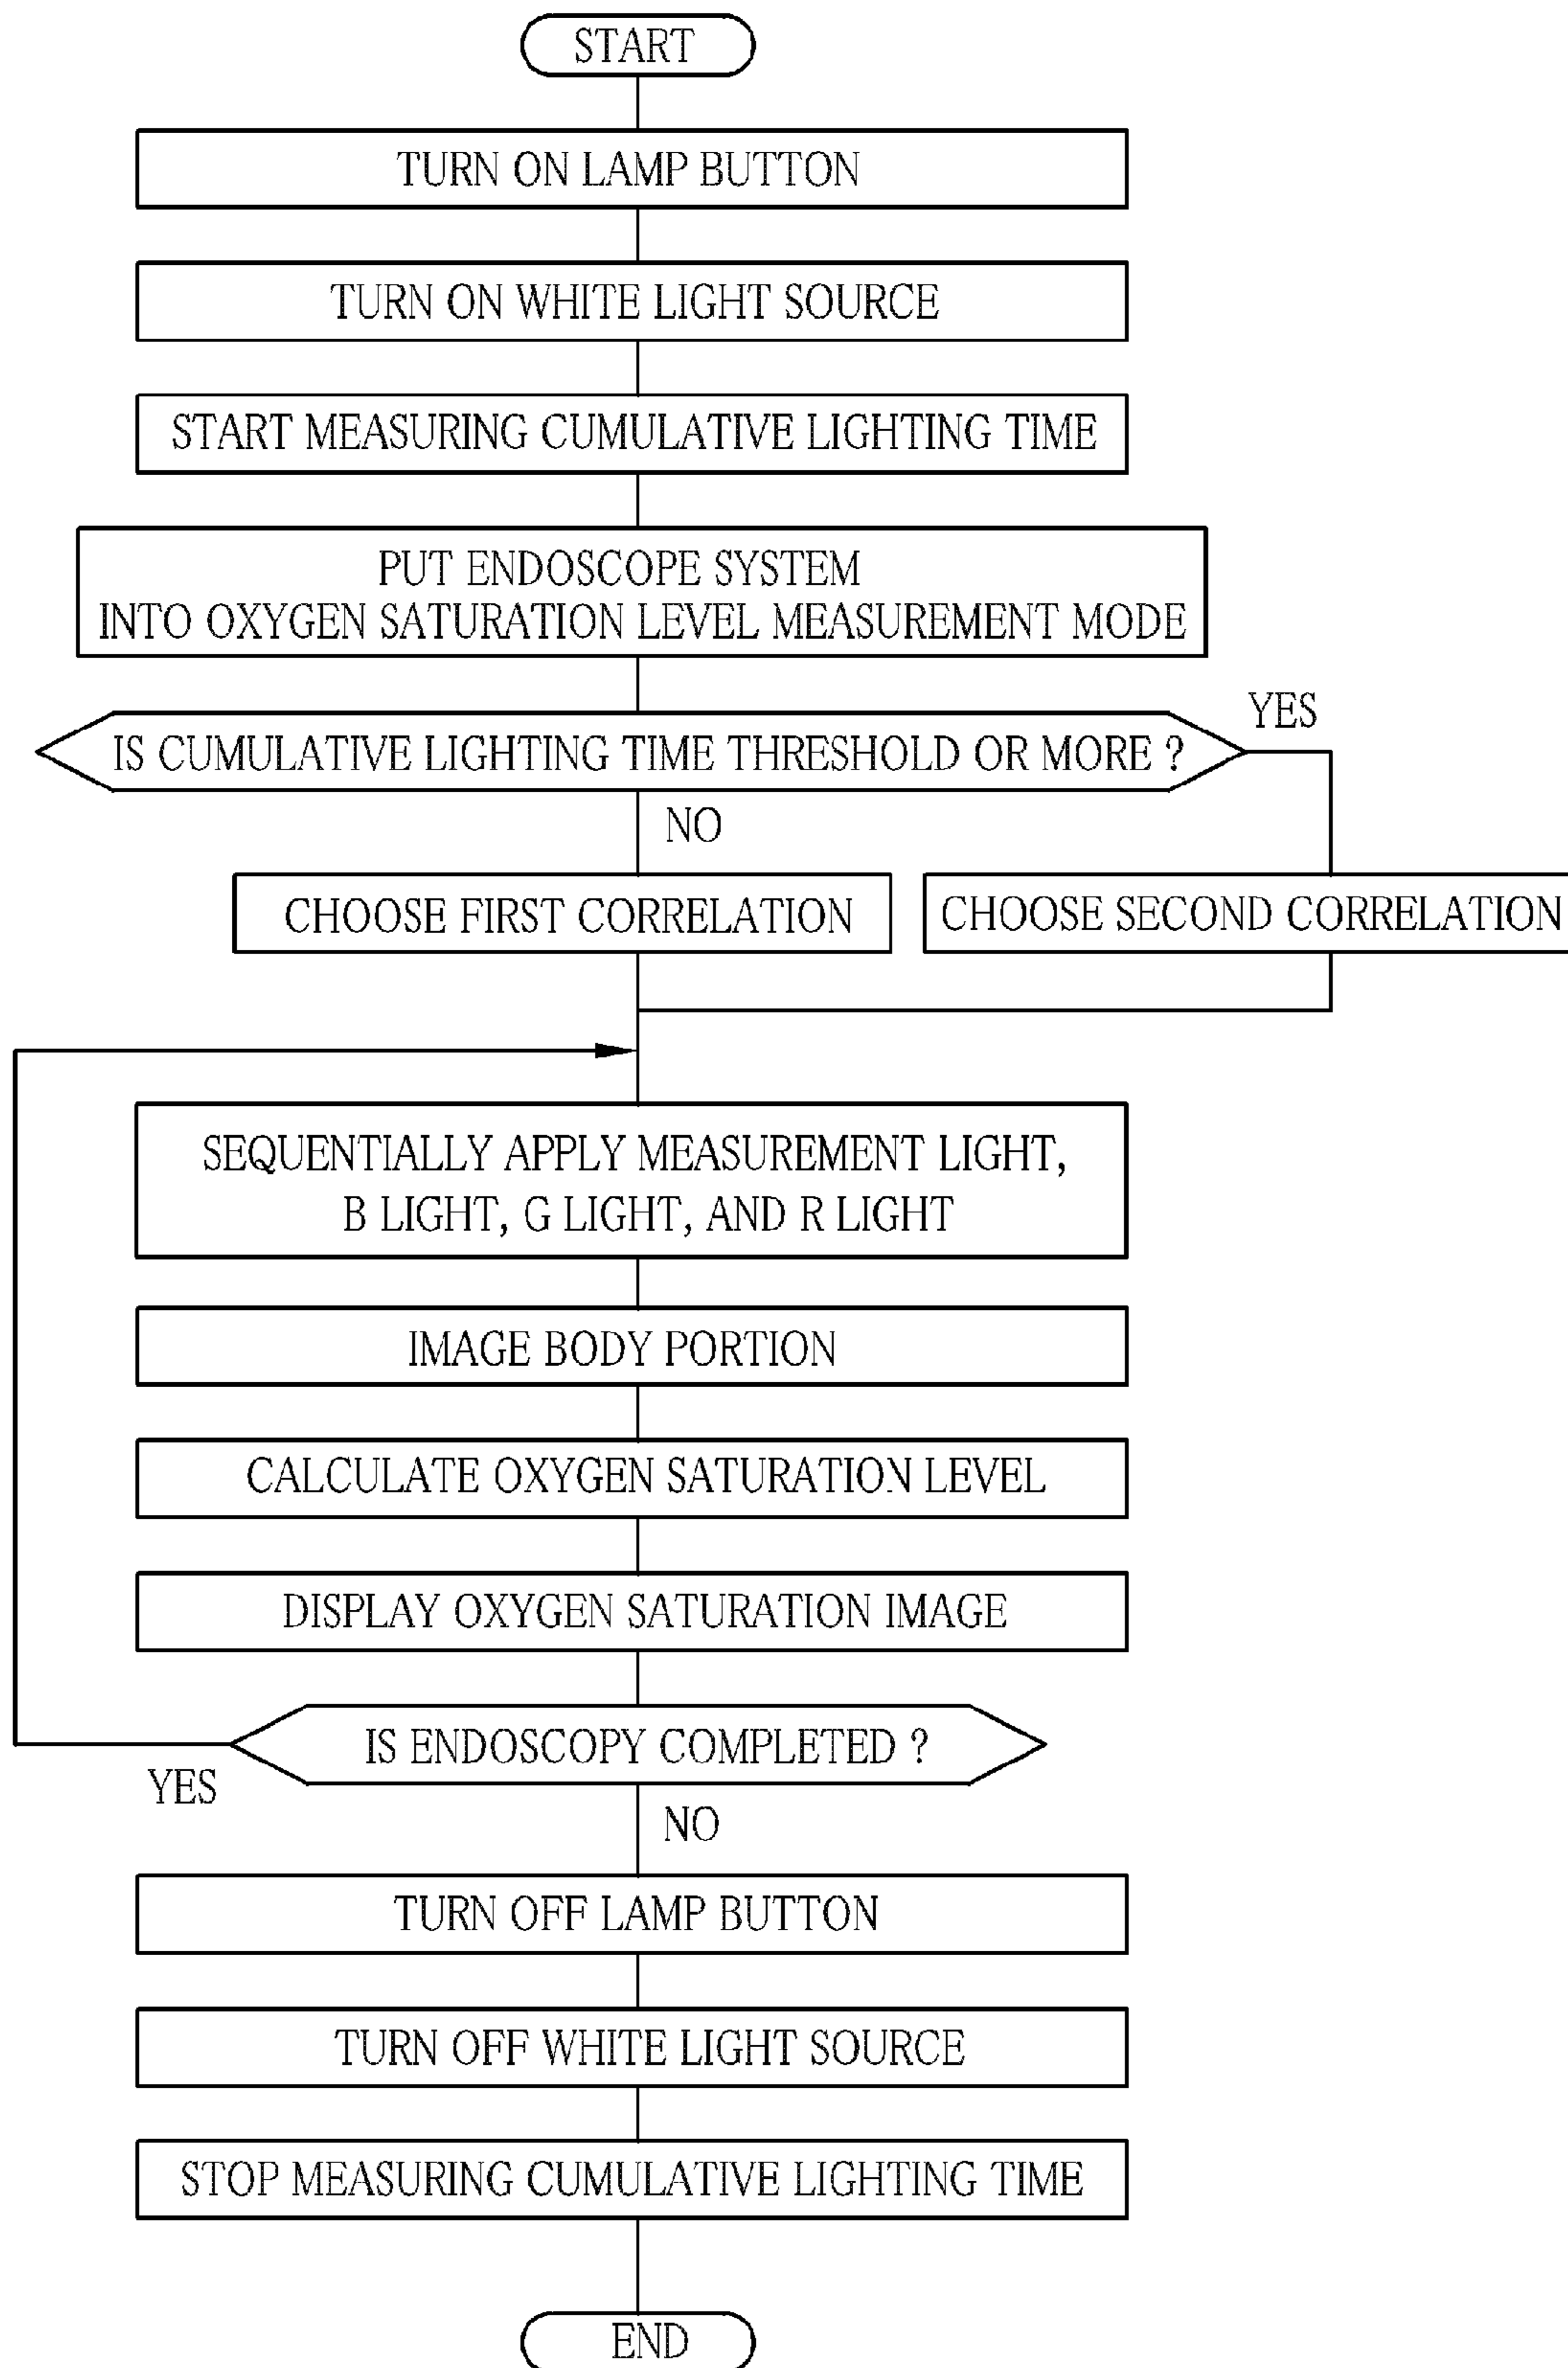 START
TURN ON LAMP BUTTON
TURN ON WHITE LIGHT SOURCE
START MEASURING CUMULATIVE LIGHTING TIME
PUT ENDOSCOPE SYSTEM
INTO OXYGEN SATURATION LEVEL MEASUREMENT MODE
YES
IS CUMULATIVE LIGHTING TIME THRESHOLD OR MORE ?
NO
CHOOSE FIRST CORRELATION
CHOOSE SECOND CORRELATION
SEQUENTIALLY APPLY MEASUREMENT LIGHT,
B LIGHT, G LIGHT, AND R LIGHT
IMAGE BODY PORTION
CALCULATE OXYGEN SATURATION LEVEL
DISPLAY OXYGEN SATURATION IMAGE
IS ENDOSCOPY COMPLETED ?
YES
NO
TURN OFF LAMP BUTTON
TURN OFF WHITE LIGHT SOURCE
STOP MEASURING CUMULATIVE LIGHTING TIME
END